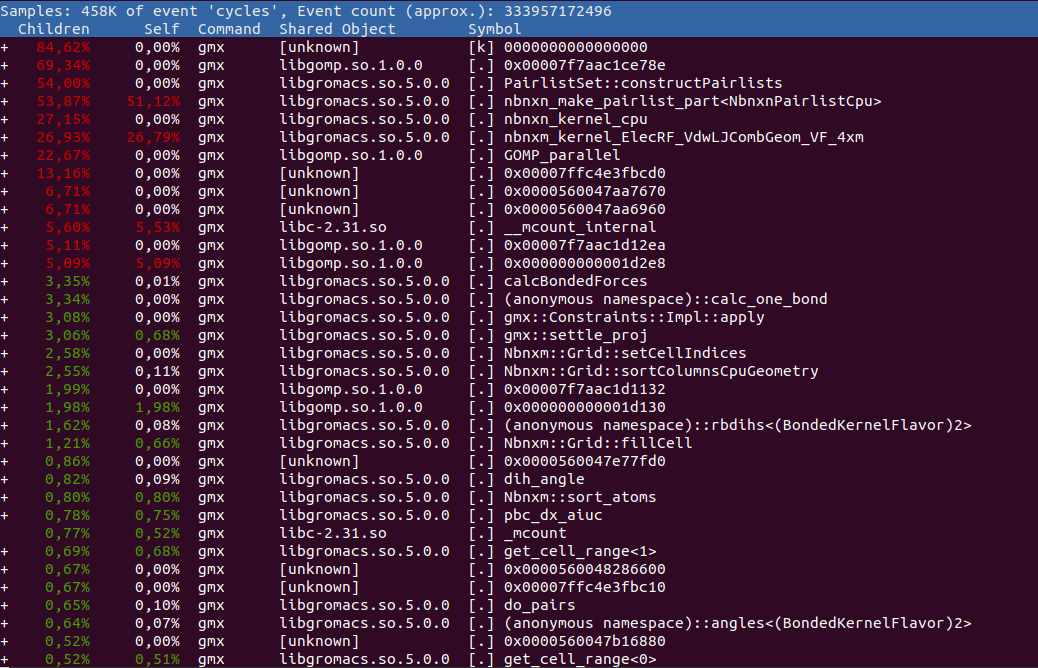 Samples: 458K of event 'cycles', Event count (approx.): 333957172496
Children Self Command Shared Object Symbol
+ 84,62% 0,00% gmx [unknown] [k] 0000000000000000
+ 69,34% 0,00% gmx libgomp.so.1.0.0 [.] 0x00007f7aac1ce78e
+ 54,00% 0,00% gmx libgromacs.so.5.0.0 [.] PairlistSet::constructPairlists
+ 53,87% 51,12% gmx libgromacs.so.5.0.0 [.] nbnxn_make_pairlist_part<NbnxnPairlistCpu>
+ 27,15% 0,00% gmx libgromacs.so.5.0.0 [.] nbnxn_kernel_cpu
+ 26,93% 26,79% gmx libgromacs.so.5.0.0 [.] nbnxm_kernel_ElecRF_VdwLJCombGeom_VF_4xm
+ 22,67% 0,00% gmx libgomp.so.1.0.0 [.] GOMP_parallel
+ 13,16% 0,00% gmx [unknown] [.] 0x00007ffc4e3fbcd0
+ 6,71% 0,00% gmx [unknown] [.] 0x0000560047aa7670
+ 6,71% 0,00% gmx [unknown] [.] 0x0000560047aa6960
+ 5,60% 5,53% gmx libc-2.31.so [.] __mcount_internal
+ 5,11% 0,00% gmx libgomp.so.1.0.0 [.] 0x00007f7aac1d12ea
+ 5,09% 5,09% gmx libgomp.so.1.0.0 [.] 0x000000000001d2e8
+ 3,35% 0,01% gmx libgromacs.so.5.0.0 [.] calcBondedForces
+ 3,34% 0,00% gmx libgromacs.so.5.0.0 [.] (anonymous namespace)::calc_one_bond
+ 3,08% 0,00% gmx libgromacs.so.5.0.0 [.] gmx::Constraints::Impl::apply
+ 3,06% 0,68% gmx libgromacs.so.5.0.0 [.] gmx::settle_proj
+ 2,58% 0,00% gmx libgromacs.so.5.0.0 [.] Nbnxm::Grid::setCellIndices
+ 2,55% 0,11% gmx libgromacs.so.5.0.0 [.] Nbnxm::Grid::sortColumnsCpuGeometry
+ 1,99% 0,00% gmx libgomp.so.1.0.0 [.] 0x00007f7aac1d1132
+ 1,98% 1,98% gmx libgomp.so.1.0.0 [.] 0x000000000001d130
+ 1,62% 0,08% gmx libgromacs.so.5.0.0 [.] (anonymous namespace)::rbdihs<(BondedKernelFlavor)2>
+ 1,21% 0,66% gmx libgromacs.so.5.0.0 [.] Nbnxm::Grid::fillCell
+ 0,86% 0,00% gmx [unknown] [.] 0x0000560047e77fd0
+ 0,82% 0,09% gmx libgromacs.so.5.0.0 [.] dih_angle
+ 0,80% 0,80% gmx libgromacs.so.5.0.0 [.] Nbnxm::sort_atoms
+ 0,78% 0,75% gmx libgromacs.so.5.0.0 [.] pbc_dx_aiuc
0,77% 0,52% gmx libc-2.31.so [.] _mcount
+ 0,69% 0,68% gmx libgromacs.so.5.0.0 [.] get_cell_range<1>
+ 0,67% 0,00% gmx [unknown] [.] 0x0000560048286600
+ 0,67% 0,00% gmx [unknown] [.] 0x00007ffc4e3fbc10
+ 0,65% 0,10% gmx libgromacs.so.5.0.0 [.] do_pairs
+ 0,64% 0,07% gmx libgromacs.so.5.0.0 [.] (anonymous namespace)::angles<(BondedKernelFlavor)2>
+ 0,52% 0,00% gmx [unknown] [.] 0x0000560047b16880
+ 0,52% 0,51% gmx libgromacs.so.5.0.0 [.] get_cell_range<0>